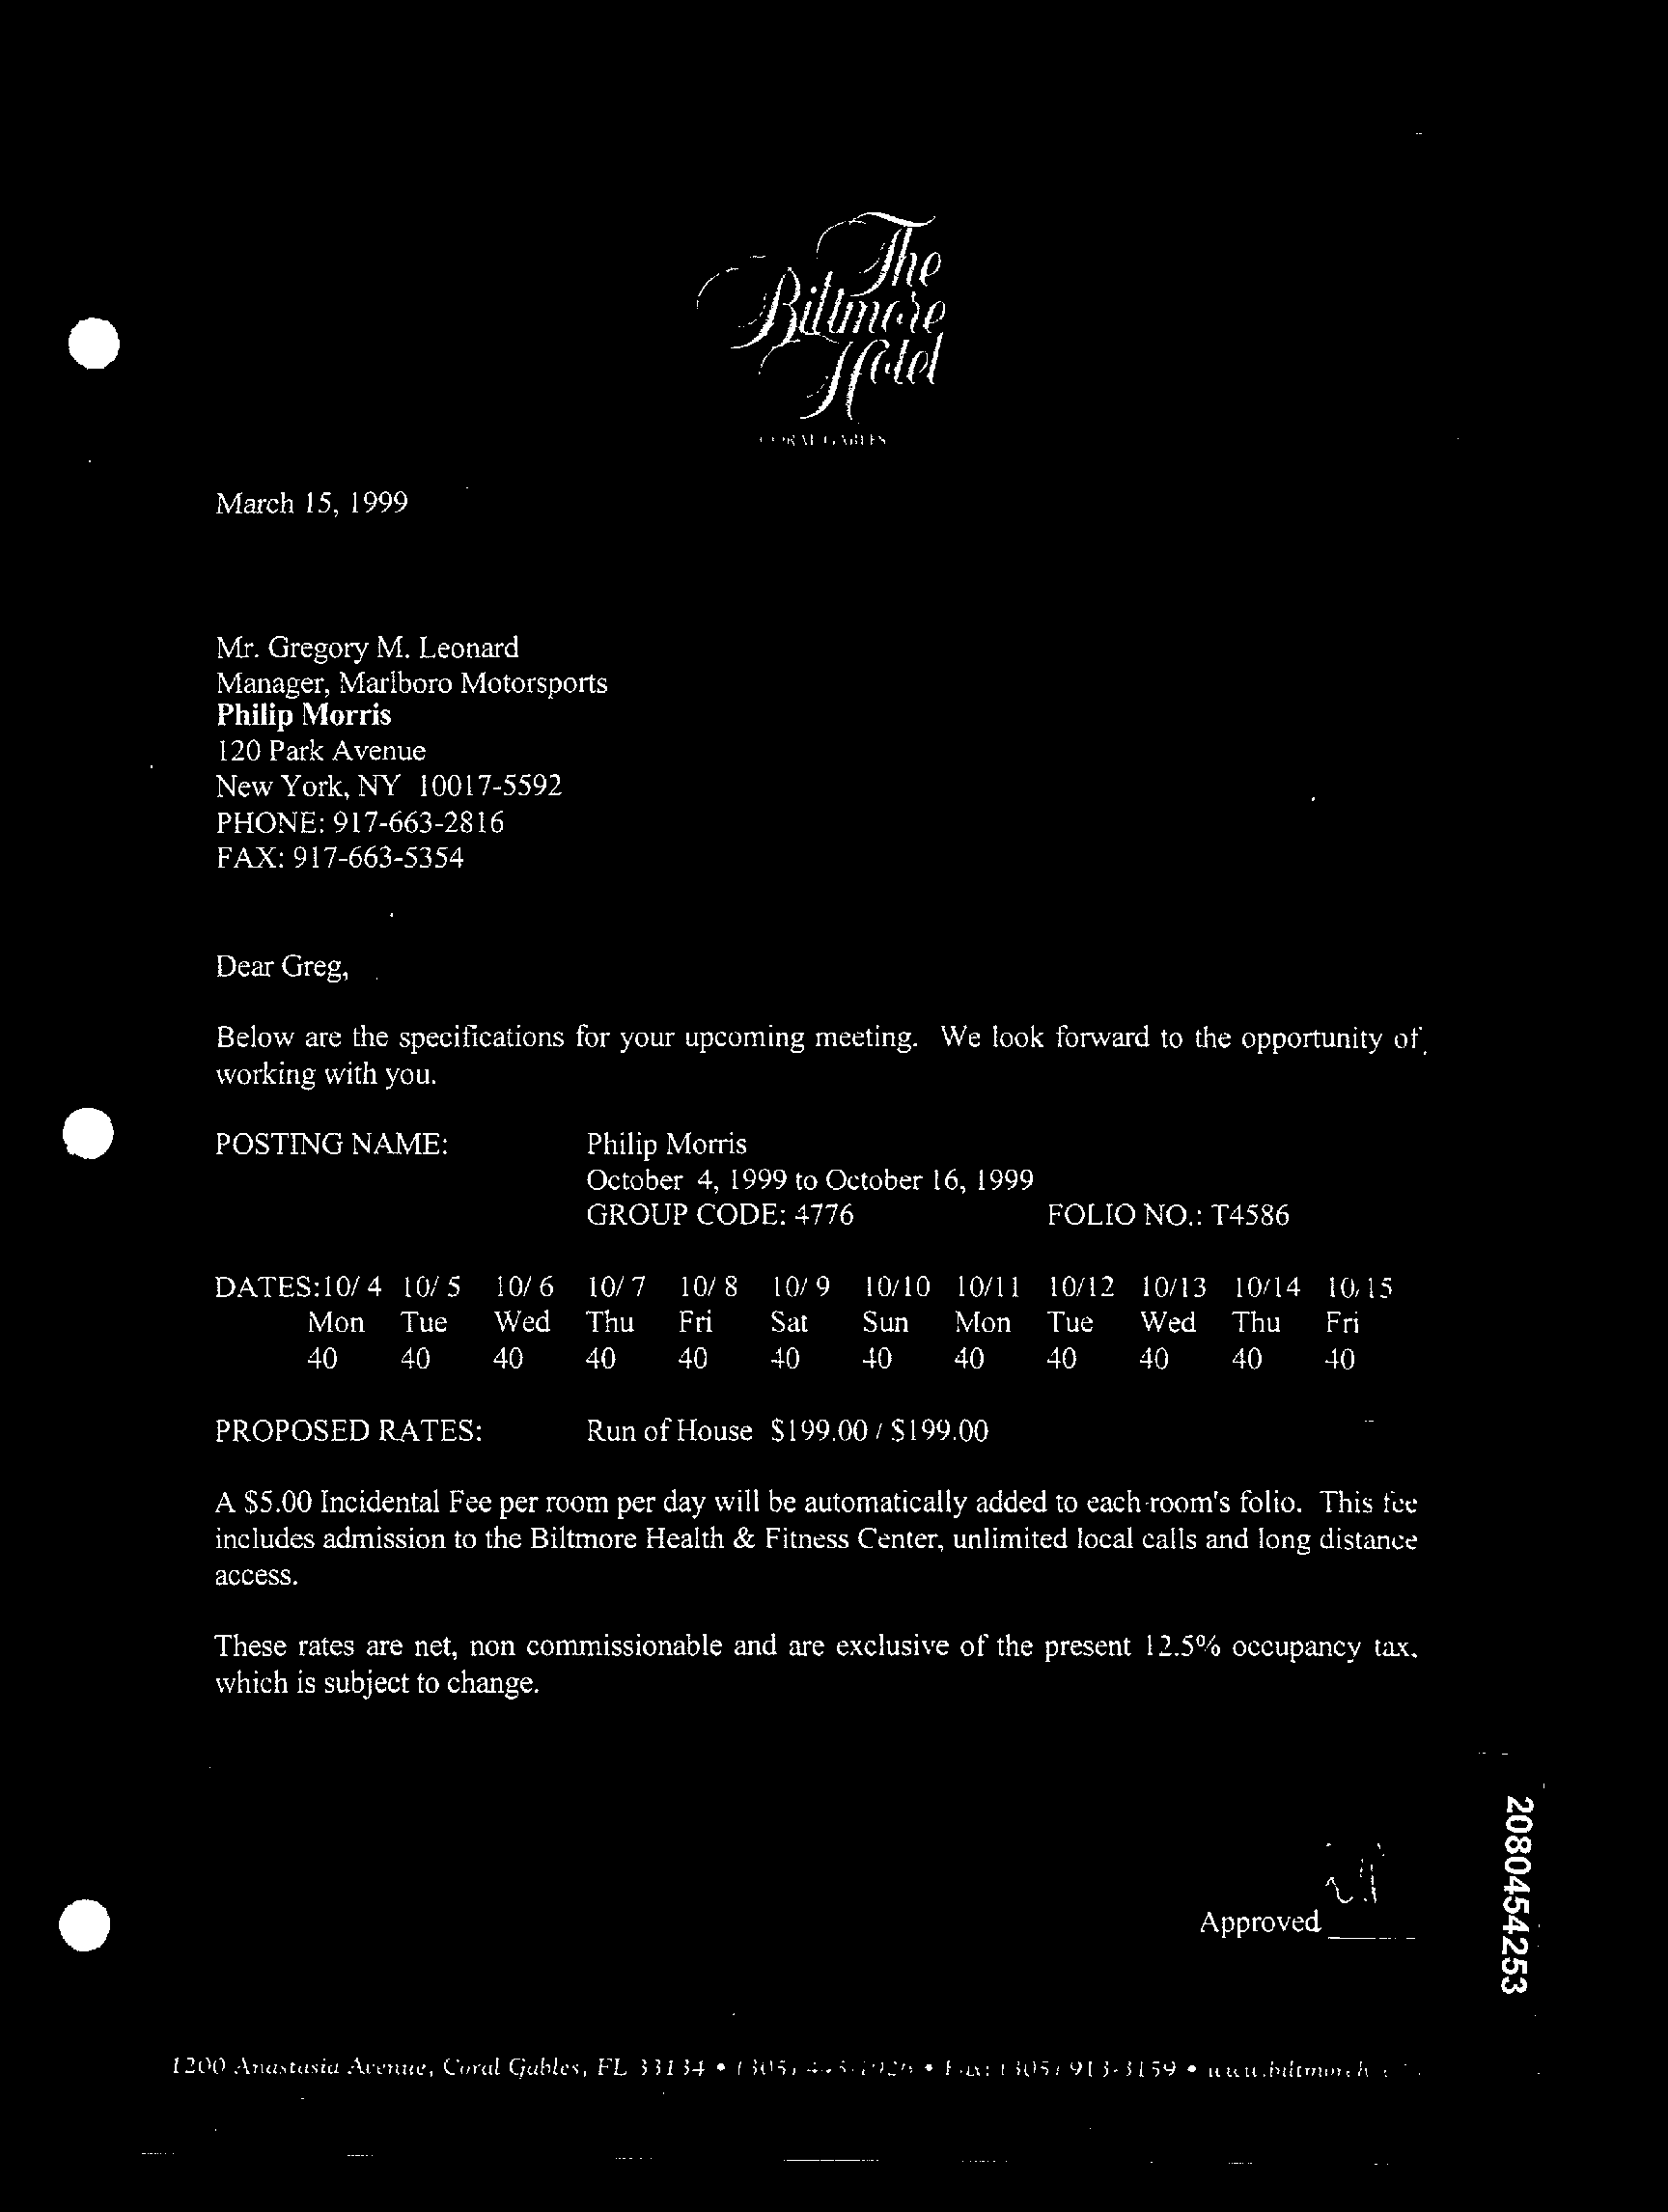 The
Biltmore
Hotel
CORAL GABLES
March 15, 1999
Mr. Gregory M. Leonard
Manager, Marlboro Motorsports
Philip Morris
120 Park Avenue
New York, NY 10017-5592
PHONE: 917-663-2816
FAX: 917-663-5354
Dear Greg,
Below are the specifications for your upcoming meeting. We look forward to the opportunity of
working with you.
POSTING NAME: Philip Morris
October 4, 1999 to October 16, 1999
GROUP CODE: 4776 FOLIO NO.: T4586
DATES:10/ 4 10/ 5 10/ 6 10/ 7 10/ 8 10/ 9 10/10 10/11 10/12 10/13 10/14 10/15
Mon Tue Wed Thu Fri Sat Sun Mon Tue Wed Thu Fri
40 40 40 40 40 40 40 40 40 40 40 40
PROPOSED RATES: Run of House $199.00 / $199.00
A $5.00 Incidental Fee per room per day will be automatically added to each room's folio. This fee
includes admission to the Biltmore Health & Fitness Center, unlimited local calls and long distance
access.
These rates are net, non commissionable and are exclusive of the present 12.5% occupancy tax,
which is subject to change.
Approved
2080454253
1200 Anastasia Avenue, Coral Gables, FL 33134 • (305) • Fax: (305) 913-3159 •